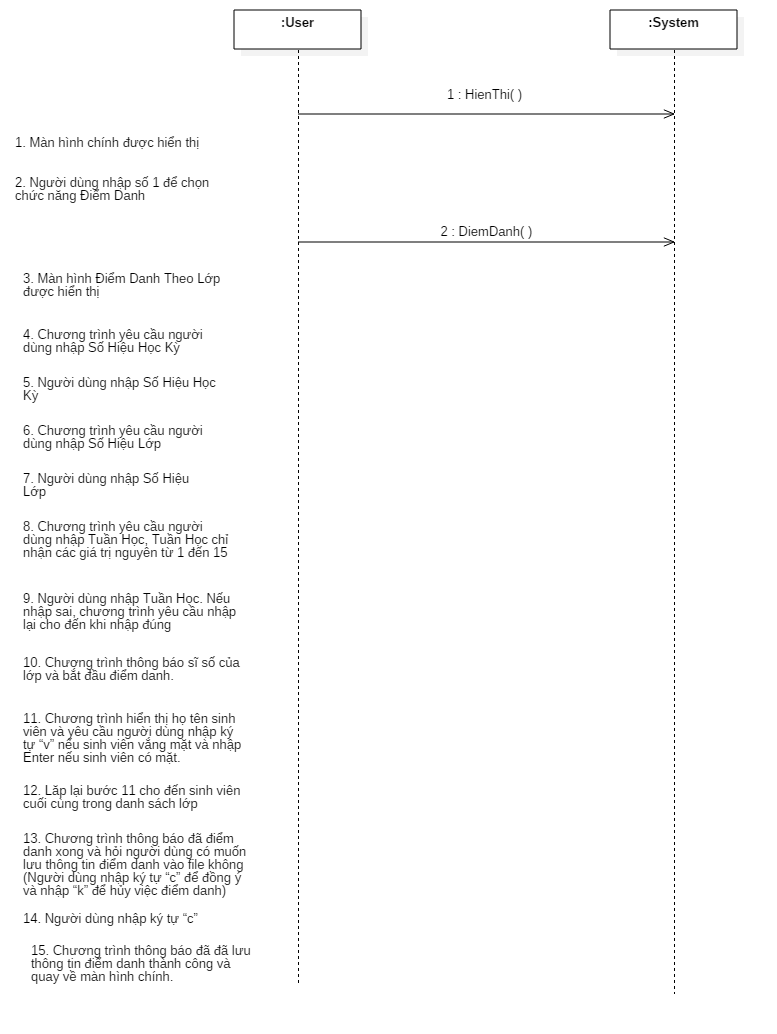 :User
:System
1 : HienThi( )
1. Màn hình chính được hiển thị
2. Người dùng nhập số 1 để chọn
chức năng Điểm Danh
2 : DiemDanh( )
3. Màn hình Điểm Danh Theo Lớp
được hiển thị
4. Chương trình yêu cầu người
dùng nhập Số Hiệu Học Kỳ
5. Người dùng nhập Số Hiệu Học
Kỳ
6. Chương trình yêu cầu người
dùng nhập Số Hiệu Lớp
7. Người dùng nhập Số Hiệu
Lớp
8. Chương trình yêu cầu người
dùng nhập Tuần Học, Tuần Học chỉ
nhận các giá trị nguyên từ 1 đến 15
9. Người dùng nhập Tuần Học. Nếu
nhập sai, chương trình yêu cầu nhập
lại cho đến khi nhập đúng
10. Chương trình thông báo sĩ số của
lớp và bắt đầu điểm danh.
11. Chương trình hiển thị họ tên sinh
viên và yêu cầu người dùng nhập ký
tự “v” nếu sinh viên vắng mặt và nhập
Enter nếu sinh viên có mặt.
12. Lặp lại bước 11 cho đến sinh viên
cuối cùng trong danh sách lớp
13. Chương trình thông báo đã điểm
danh xong và hỏi người dùng có muốn
lưu thông tin điểm danh vào file không
(Người dùng nhập ký tự “c” để đồng ý
và nhập “k” để hủy việc điểm danh)
14. Người dùng nhập ký tự “c”
15. Chương trình thông báo đã đã lưu
thông tin điểm danh thành công và
quay về màn hình chính.